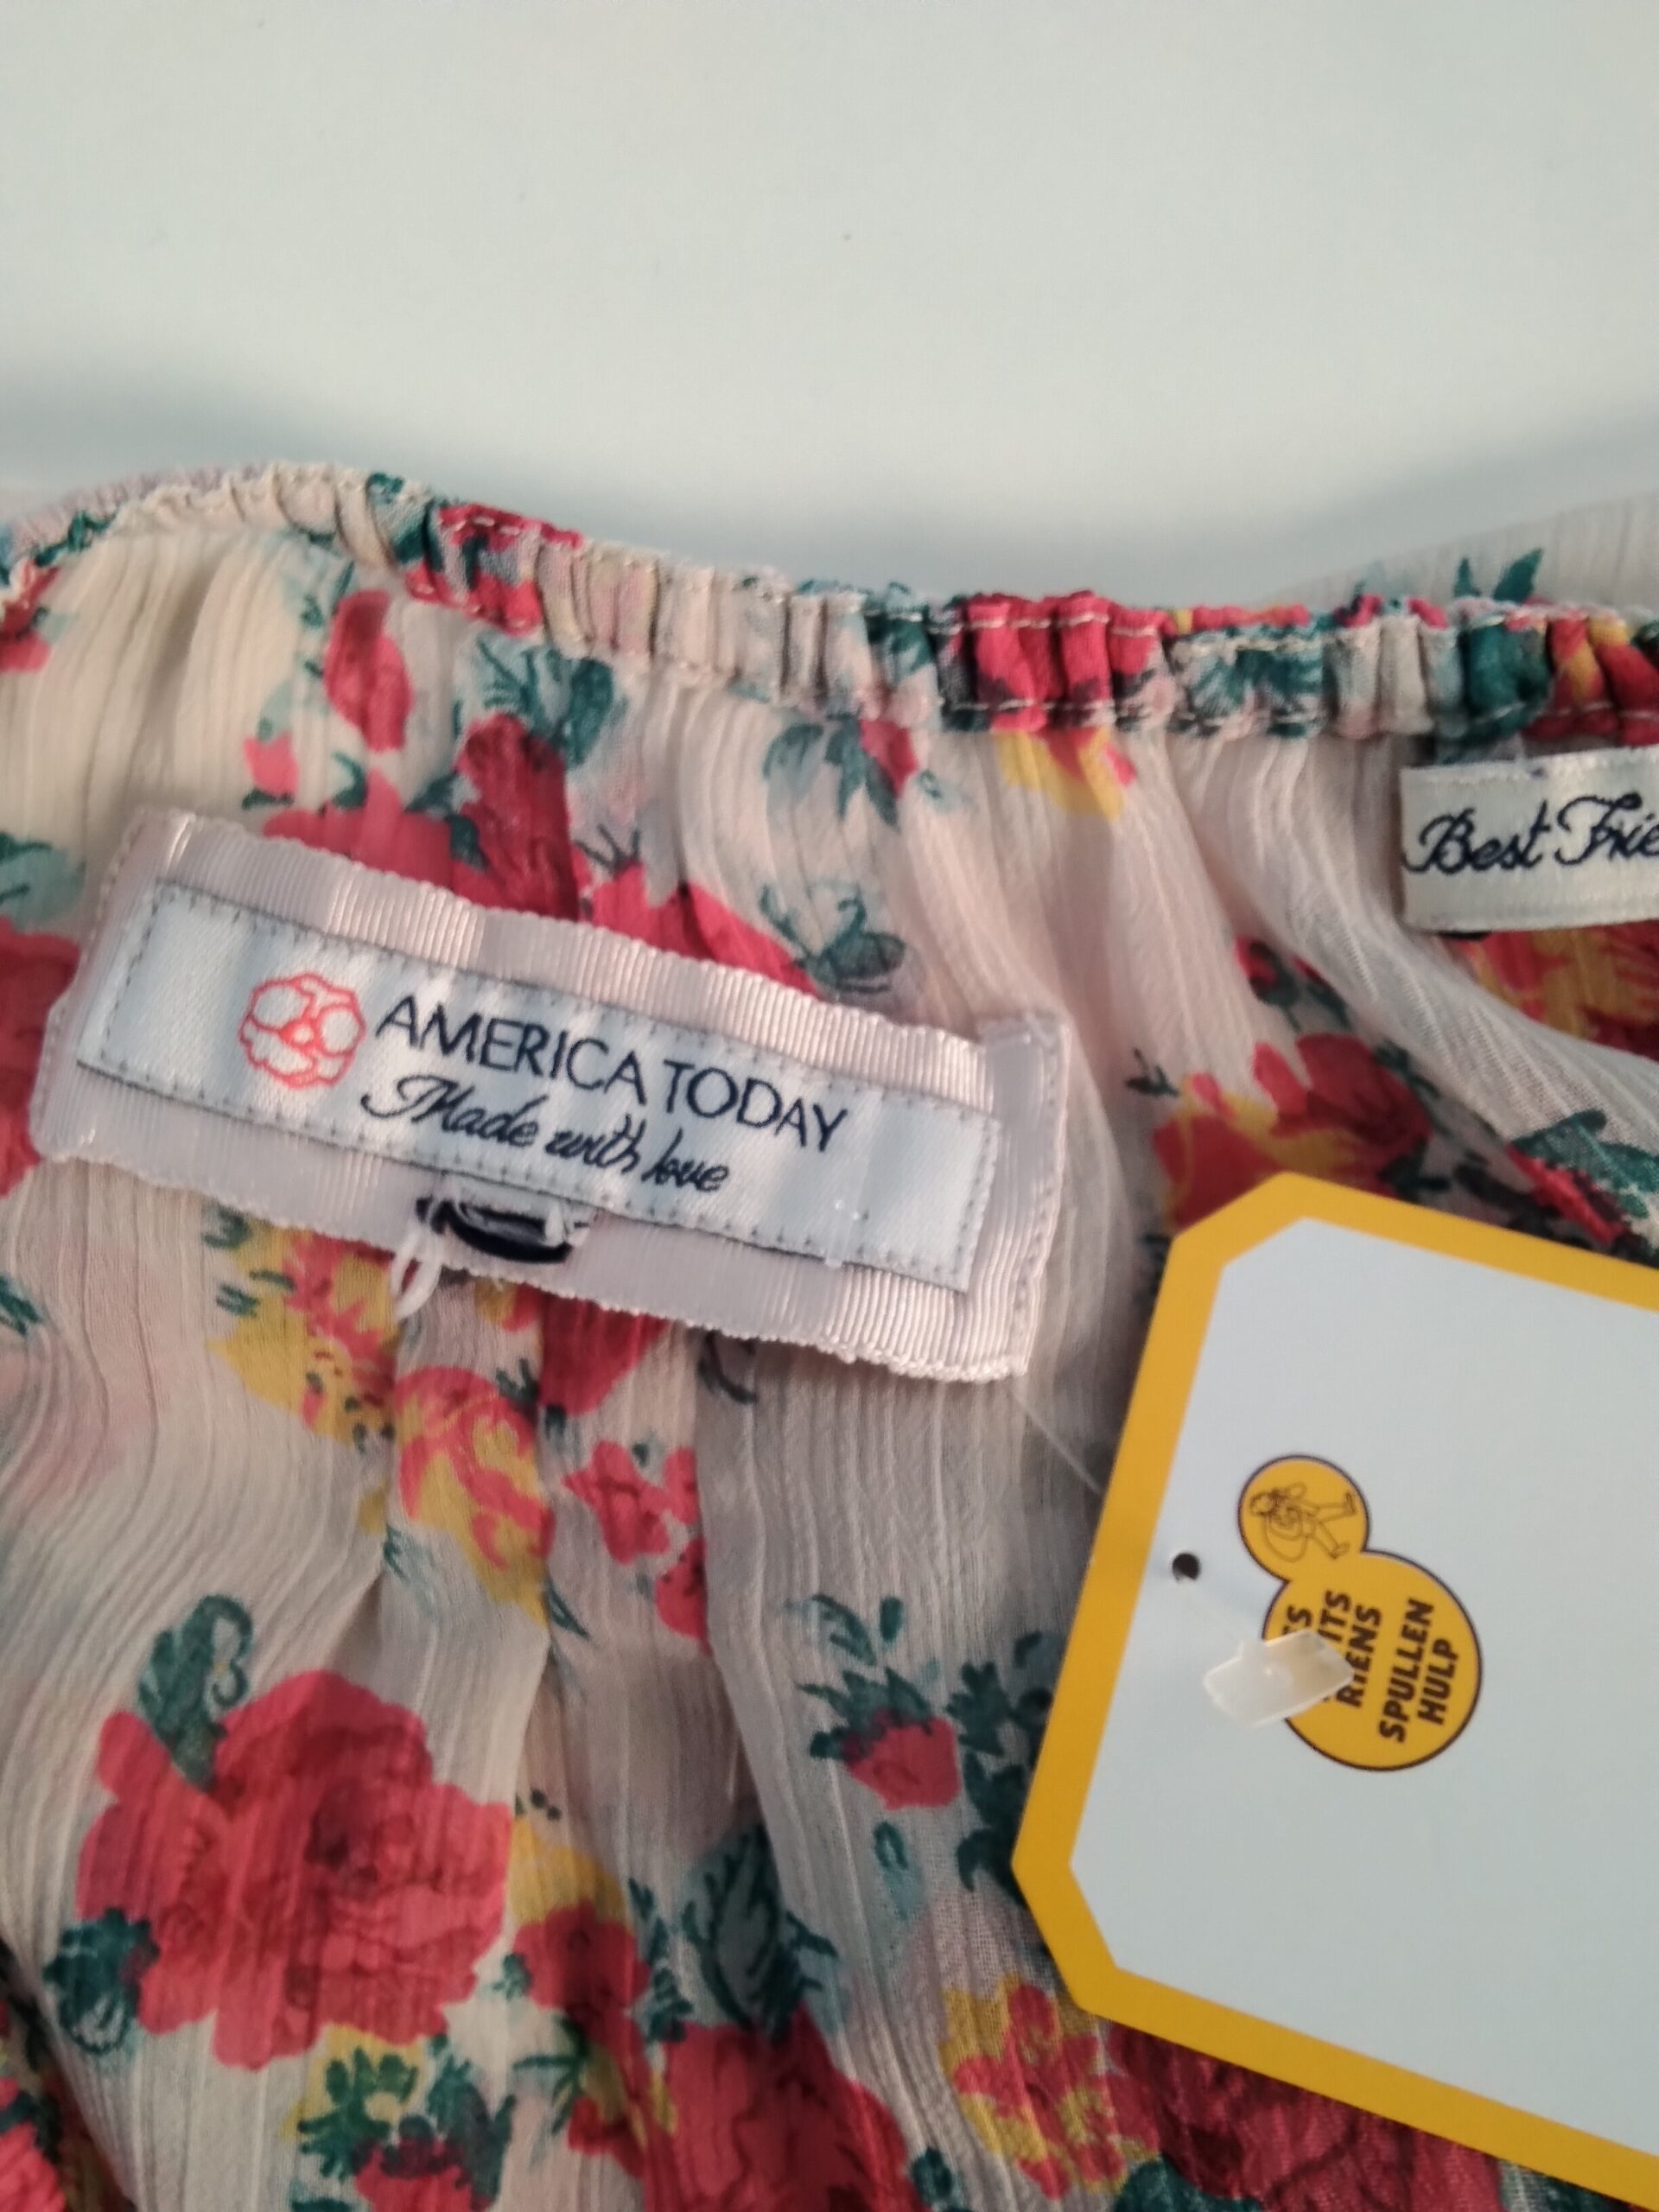 AMERICA TODAY
Made with love
Best Frie
SPULLEN
HULP